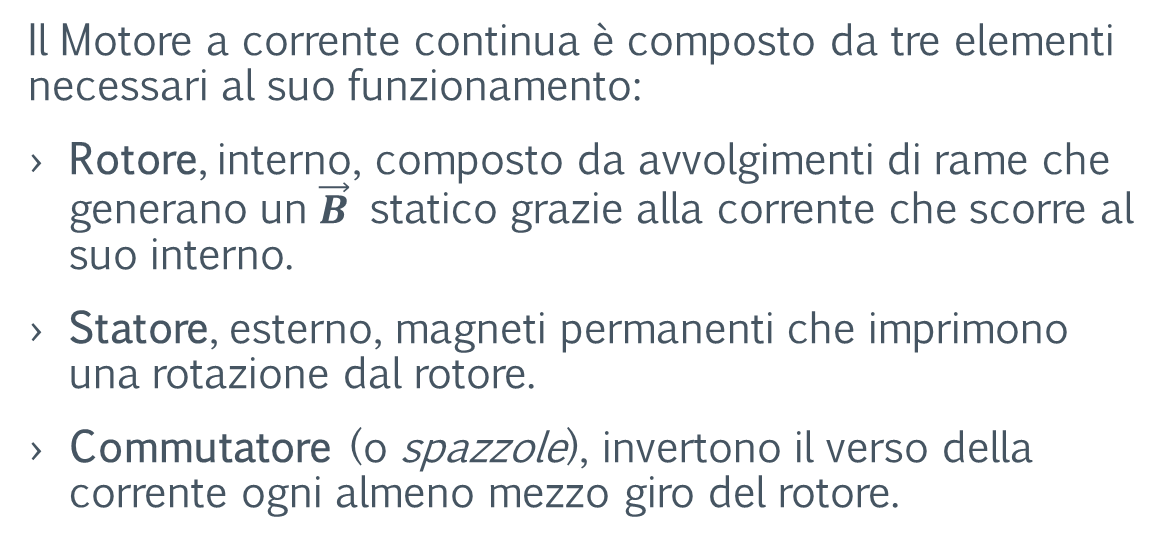 Il Motore a corrente continua è composto da tre elementi
necessari al suo funzionamento:
› Rotore, interno, composto da avvolgimenti di rame che
generano un \vec{B} statico grazie alla corrente che scorre al
suo interno.
› Statore, esterno, magneti permanenti che imprimono
una rotazione dal rotore.
› Commutatore (o spazzole), invertono il verso della
corrente ogni almeno mezzo giro del rotore.